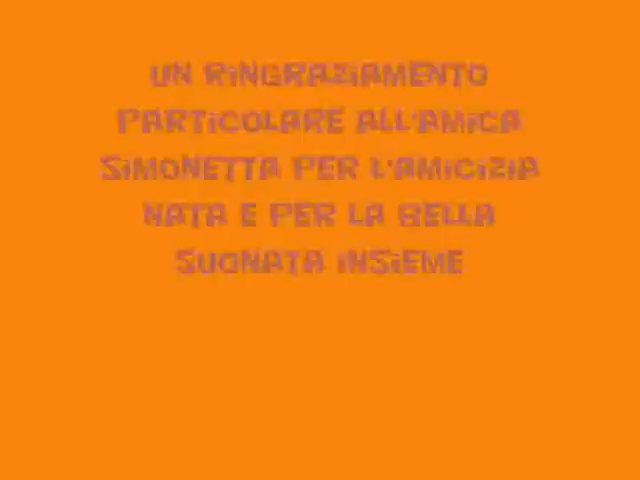 UN RiNGRAZiAMENTO
PARTiCOLARE ALL'AMiCA
SiMONETTA PER L'AMiCiZiA
NATA E PER LA BELLA
SUONATA iNSiEME